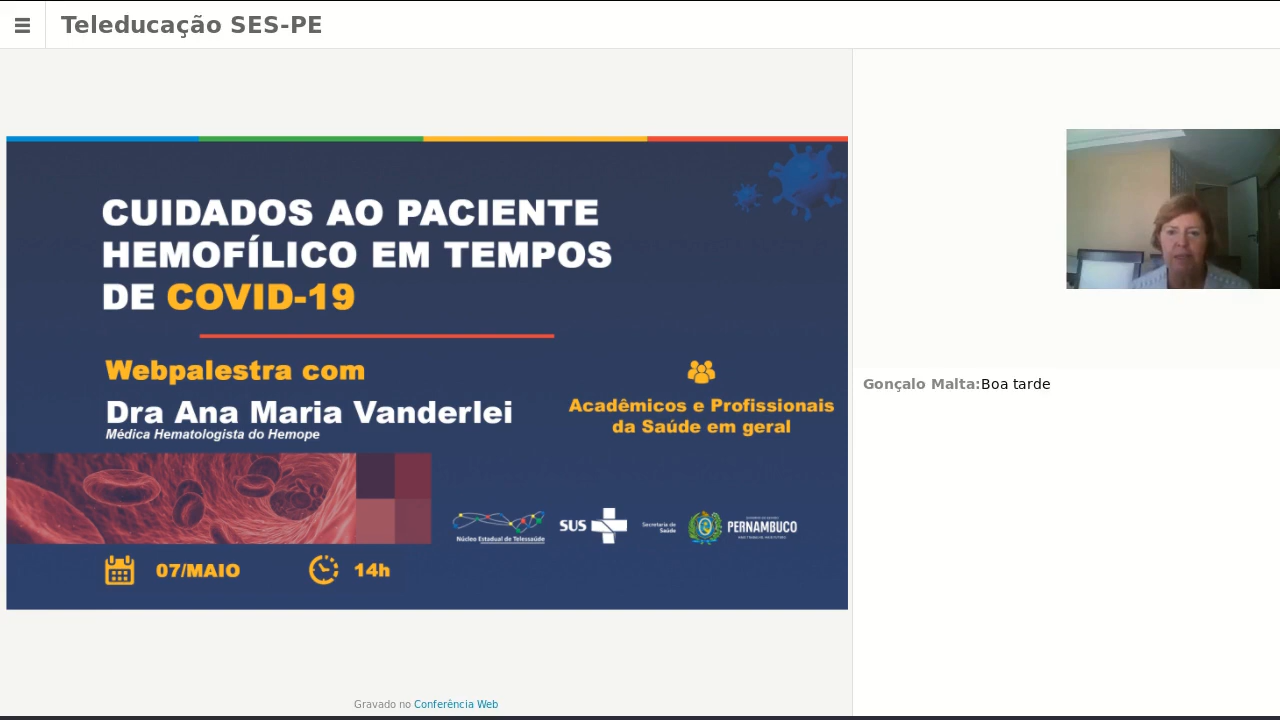 Teleducação SES-PE
CUIDADOS AO PACIENTE
HEMOFÍLICO EM TEMPOS
DE COVID-19
Webpalestra com
Dra Ana Maria Vanderlei
Médica Hematologista do Hemope
Acadêmicos e Profissionais
da Saúde em geral
Núcleo Estadual de Telessaúde
SUS
Secretaria de
Saúde
PERNAMBUCO
07/MAIO
14h
Gonçalo Malta:Boa tarde
Gravado no Conferência Web